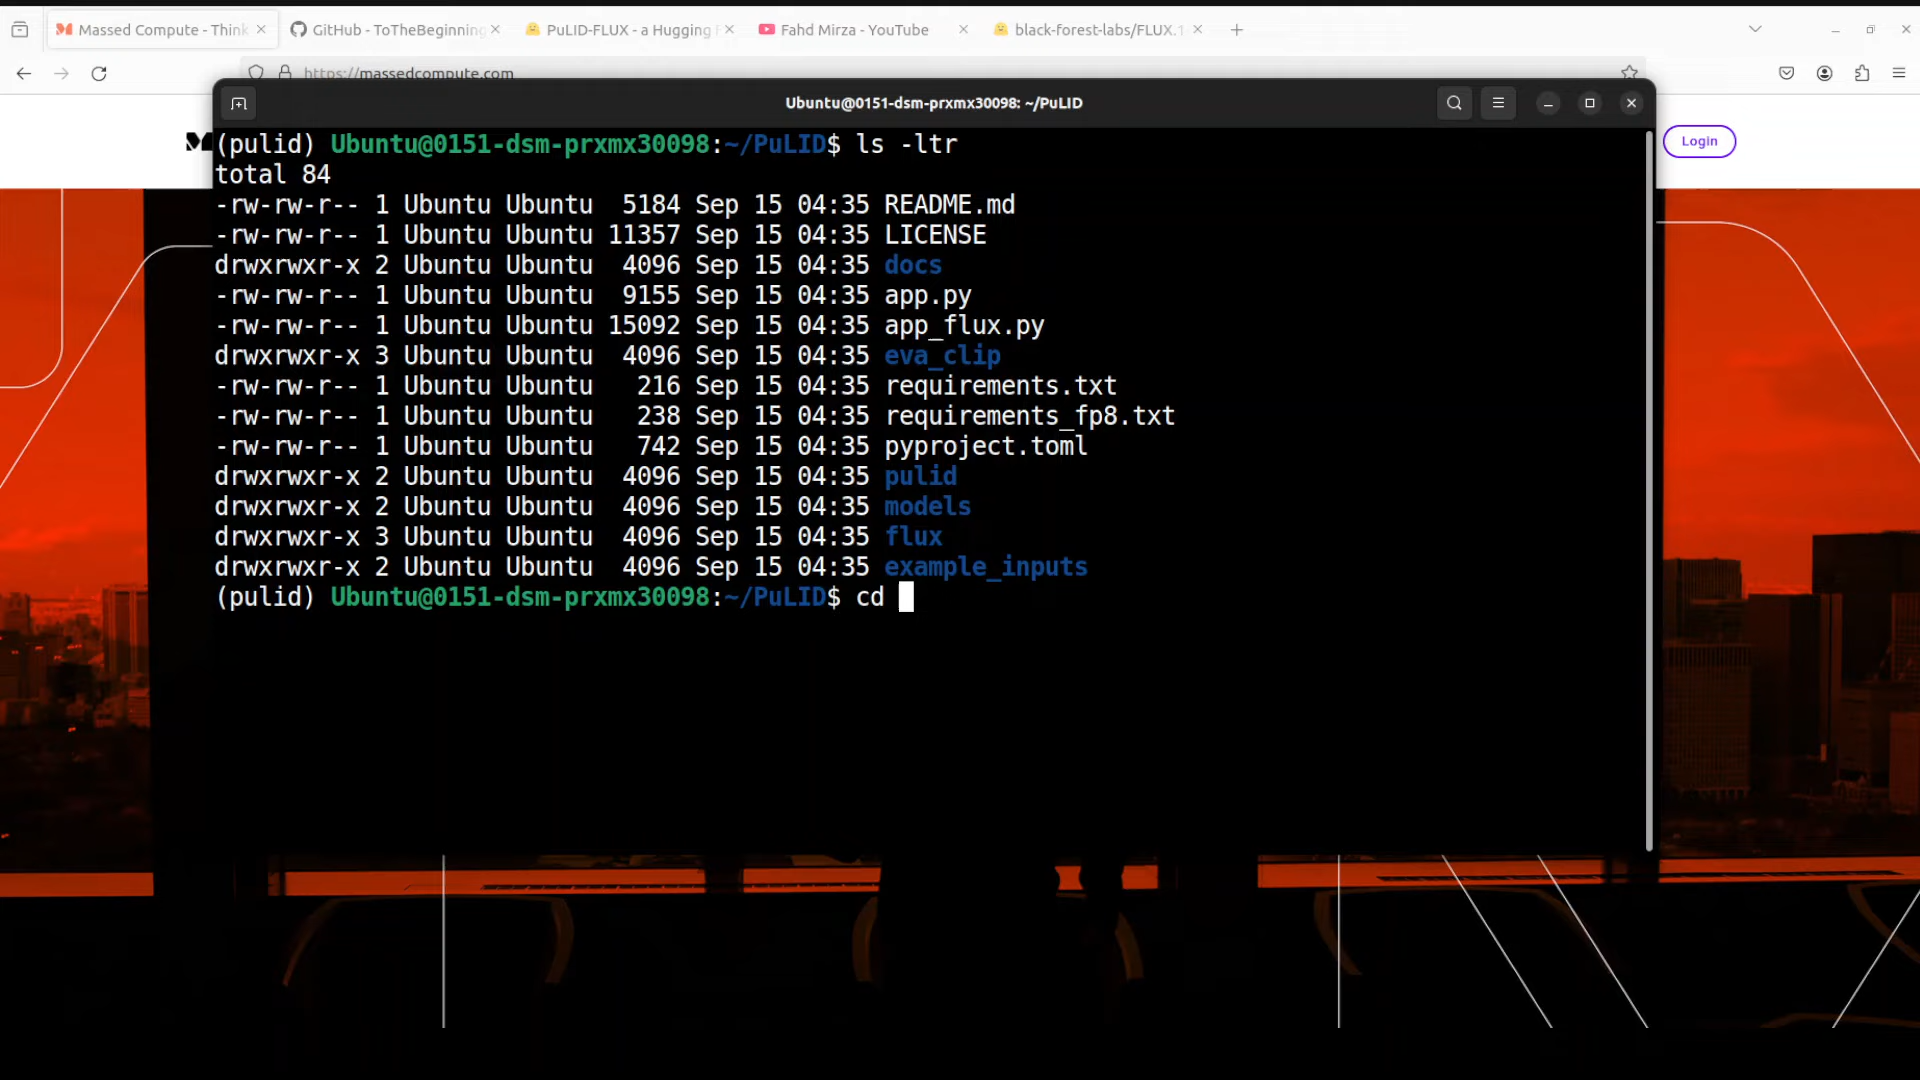 Massed Compute - Think
GitHub - ToTheBeginning
PuLID-FLUX - a Hugging F
Fahd Mirza - YouTube
black-forest-labs/FLUX.1
https://massedcompute.com
Ubuntu@0151-dsm-prxmx30098: ~/PuLID
Login
(pulid) Ubuntu@0151-dsm-prxmx30098:~/PuLID$ ls -ltr
total 84
-rw-rw-r-- 1 Ubuntu Ubuntu  5184 Sep 15 04:35 README.md
-rw-rw-r-- 1 Ubuntu Ubuntu 11357 Sep 15 04:35 LICENSE
drwxrwxr-x 2 Ubuntu Ubuntu  4096 Sep 15 04:35 docs
-rw-rw-r-- 1 Ubuntu Ubuntu  9155 Sep 15 04:35 app.py
-rw-rw-r-- 1 Ubuntu Ubuntu 15092 Sep 15 04:35 app_flux.py
drwxrwxr-x 3 Ubuntu Ubuntu  4096 Sep 15 04:35 eva_clip
-rw-rw-r-- 1 Ubuntu Ubuntu   216 Sep 15 04:35 requirements.txt
-rw-rw-r-- 1 Ubuntu Ubuntu   238 Sep 15 04:35 requirements_fp8.txt
-rw-rw-r-- 1 Ubuntu Ubuntu   742 Sep 15 04:35 pyproject.toml
drwxrwxr-x 2 Ubuntu Ubuntu  4096 Sep 15 04:35 pulid
drwxrwxr-x 2 Ubuntu Ubuntu  4096 Sep 15 04:35 models
drwxrwxr-x 3 Ubuntu Ubuntu  4096 Sep 15 04:35 flux
drwxrwxr-x 2 Ubuntu Ubuntu  4096 Sep 15 04:35 example_inputs
(pulid) Ubuntu@0151-dsm-prxmx30098:~/PuLID$ cd